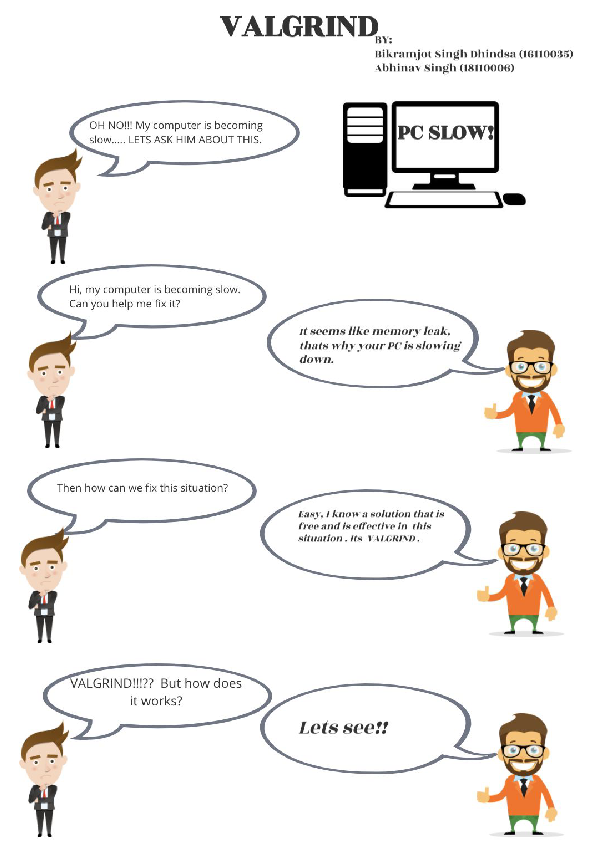 VALGRIND
BY:
Bikramjot Singh Dhindsa (16110035)
Abhinav Singh (18110006)
OH NO!!! My computer is becoming
slow..... LETS ASK HIM ABOUT THIS.
PC SLOW!
Hi, my computer is becoming slow.
Can you help me fix it?
It seems like memory leak,
thats why your PC is slowing
down.
Then how can we fix this situation?
Easy, I know a solution that is
free and is effective in this
situation . its VALGRIND .
VALGRIND!!!?? But how does
it works?
Lets see!!